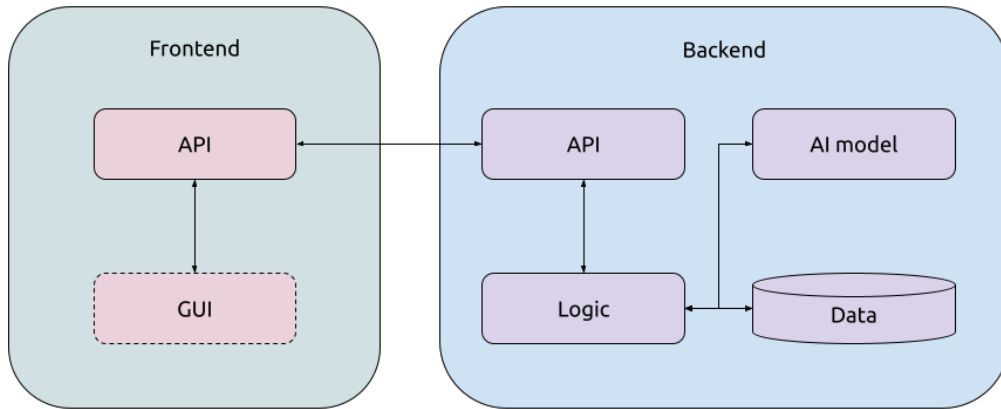 Frontend
Backend
API
API
AI model
GUI
Logic
Data